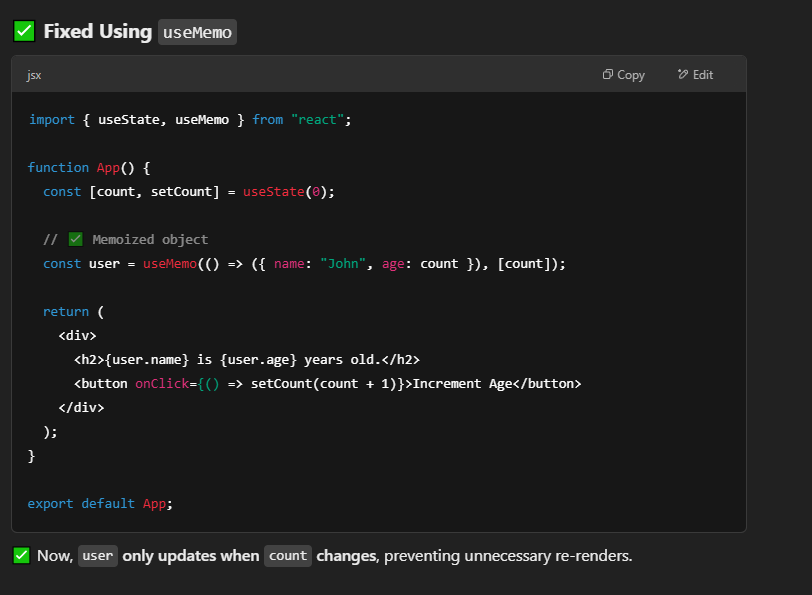 ✅ Fixed Using useMemo
jsx Copy Edit
import { useState, useMemo } from "react";
function App() {
  const [count, setCount] = useState(0);
  // ✅ Memoized object
  const user = useMemo(() => ({ name: "John", age: count }), [count]);
  return (
    <div>
      <h2>{user.name} is {user.age} years old.</h2>
      <button onClick={() => setCount(count + 1)}>Increment Age</button>
    </div>
  );
}
export default App;
✅ Now, user only updates when count changes, preventing unnecessary re-renders.